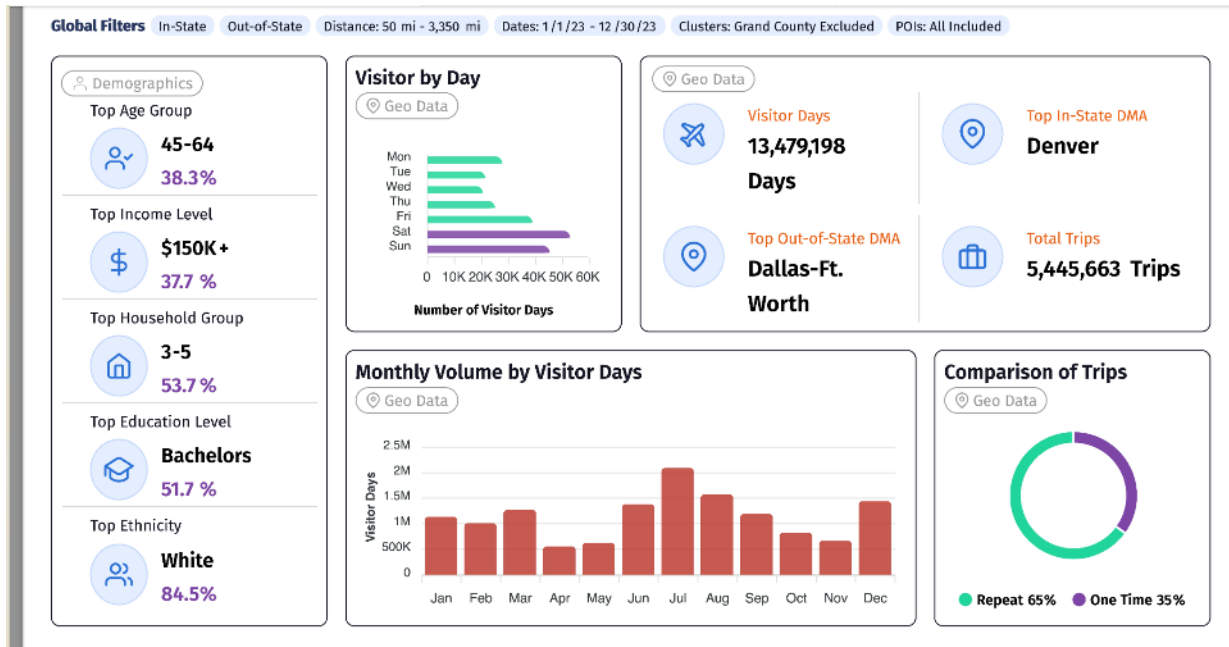 Global Filters In-State Out-of-State Distance: 50 mi - 3,350 mi Dates: 1/1/23 - 12/30/23 Clusters: Grand County Excluded POIs: All Included
Demographics
Top Age Group
45-64
38.3%
Top Income Level
$150K+
37.7 %
Top Household Group
3-5
53.7 %
Top Education Level
Bachelors
51.7 %
Top Ethnicity
White
84.5%
Visitor by Day
Geo Data
Mon
Tue
Wed
Thu
Fri
Sat
Sun
0 10K 20K 30K 40K 50K 60K
Number of Visitor Days
Geo Data
Visitor Days
13,479,198
Days
Top In-State DMA
Denver
Top Out-of-State DMA
Dallas-Ft.
Worth
Total Trips
5,445,663 Trips
Monthly Volume by Visitor Days
Geo Data
Visitor Days
2.5M
2M
1.5M
1M
500K
0
Jan Feb Mar Apr May Jun Jul Aug Sep Oct Nov Dec
Comparison of Trips
Geo Data
Repeat 65% One Time 35%